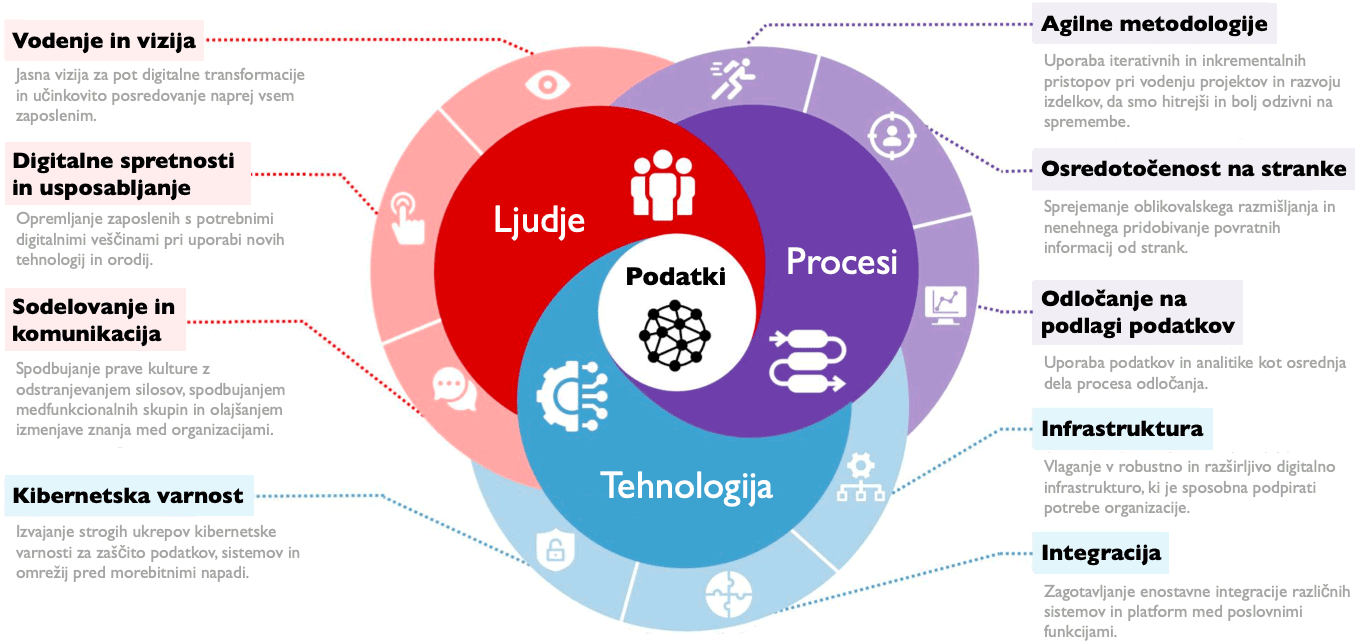 Vodenje in vizija
Jasna vizija za pot digitalne transformacije
in učinkovito posredovanje naprej vsem
zaposlenim.
Digitalne spretnosti
in usposabljanje
Opremljanje zaposlenih s potrebnimi
digitalnimi veščinami pri uporabi novih
tehnologij in orodij.
Sodelovanje in
komunikacija
Spodbujanje prave kulture z
odstranjevanjem silosov, spodbujanjem
medfunkcionalnih skupin in olajšanjem
izmenjave znanja med organizacijami.
Kibernetska varnost
Izvajanje strogih ukrepov kibernetske
varnosti za zaščito podatkov, sistemov in
omrežij pred morebitnimi napadi.
Ljudje
Procesi
Podatki
Tehnologija
Agilne metodologije
Uporaba iterativnih in inkrementalnih
pristopov pri vodenju projektov in razvoju
izdelkov, da smo hitrejši in bolj odzivni na
spremembe.
Osredotočenost na stranke
Sprejemanje oblikovalskega razmišljanja in
nenehnega pridobivanje povratnih
informacij od strank.
Odločanje na
podlagi podatkov
Uporaba podatkov in analitike kot osrednja
dela procesa odločanja.
Infrastruktura
Vlaganje v robustno in razširljivo digitalno
infrastrukturo, ki je sposobna podpirati
potrebe organizacije.
Integracija
Zagotavljanje enostavne integracije različnih
sistemov in platform med poslovnimi
funkcijami.